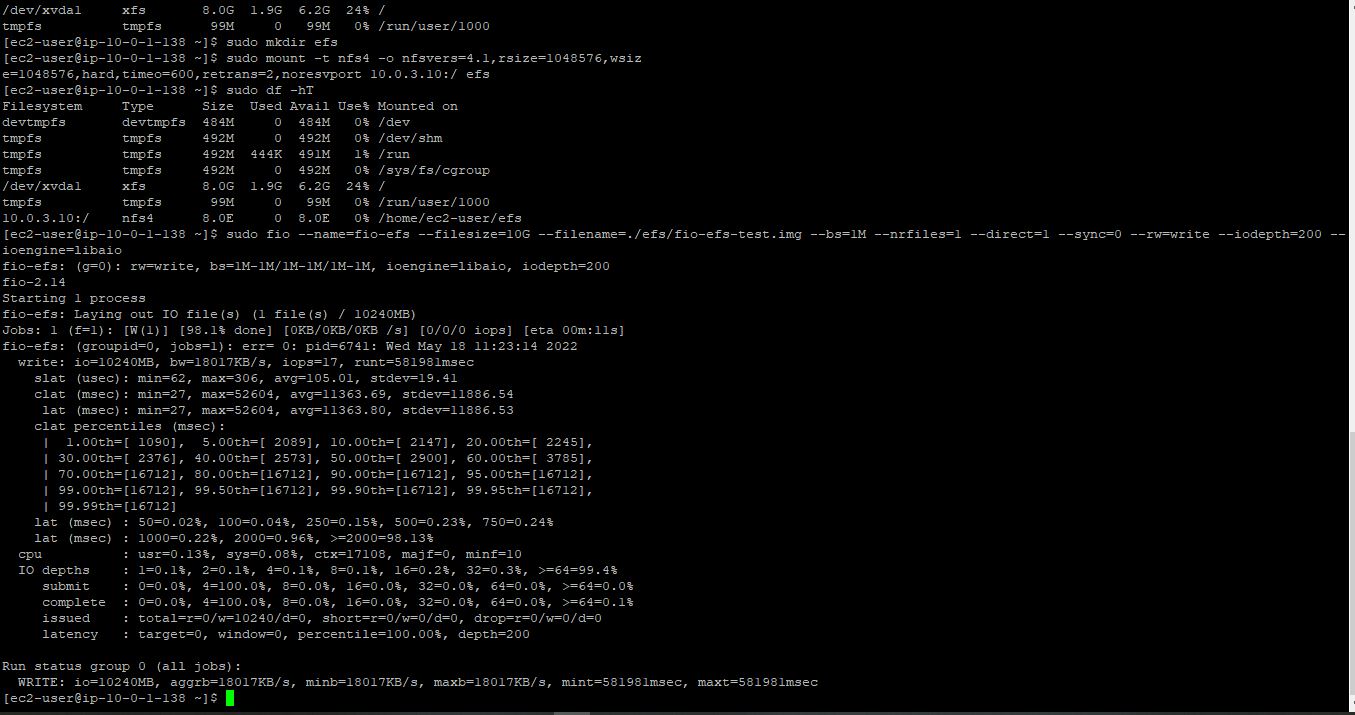 /dev/xvda1     xfs       8.0G  1.9G  6.2G  24% /
tmpfs          tmpfs      99M     0   99M   0% /run/user/1000
[ec2-user@ip-10-0-1-138 ~]$ sudo mkdir efs
[ec2-user@ip-10-0-1-138 ~]$ sudo mount -t nfs4 -o nfsvers=4.1,rsize=1048576,wsiz
e=1048576,hard,timeo=600,retrans=2,noresvport 10.0.3.10:/ efs
[ec2-user@ip-10-0-1-138 ~]$ sudo df -hT
Filesystem     Type      Size  Used Avail Use% Mounted on
devtmpfs       devtmpfs  484M     0  484M   0% /dev
tmpfs          tmpfs     492M     0  492M   0% /dev/shm
tmpfs          tmpfs     492M  444K  491M   1% /run
tmpfs          tmpfs     492M     0  492M   0% /sys/fs/cgroup
/dev/xvda1     xfs       8.0G  1.9G  6.2G  24% /
tmpfs          tmpfs      99M     0   99M   0% /run/user/1000
10.0.3.10:/    nfs4      8.0E     0  8.0E   0% /home/ec2-user/efs
[ec2-user@ip-10-0-1-138 ~]$ sudo fio --name=fio-efs --filesize=10G --filename=./efs/fio-efs-test.img --bs=1M --nrfiles=1 --direct=1 --sync=0 --rw=write --iodepth=200 --
ioengine=libaio
fio-efs: (g=0): rw=write, bs=1M-1M/1M-1M/1M-1M, ioengine=libaio, iodepth=200
fio-2.14
Starting 1 process
fio-efs: Laying out IO file(s) (1 file(s) / 10240MB)
Jobs: 1 (f=1): [W(1)] [98.1% done] [0KB/0KB/0KB /s] [0/0/0 iops] [eta 00m:11s]
fio-efs: (groupid=0, jobs=1): err= 0: pid=6741: Wed May 18 11:23:14 2022
  write: io=10240MB, bw=18017KB/s, iops=17, runt=581981msec
    slat (usec): min=62, max=306, avg=105.01, stdev=19.41
    clat (msec): min=27, max=52604, avg=11363.69, stdev=11886.54
     lat (msec): min=27, max=52604, avg=11363.80, stdev=11886.53
    clat percentiles (msec):
     |  1.00th=[ 1090],  5.00th=[ 2089], 10.00th=[ 2147], 20.00th=[ 2245],
     | 30.00th=[ 2376], 40.00th=[ 2573], 50.00th=[ 2900], 60.00th=[ 3785],
     | 70.00th=[16712], 80.00th=[16712], 90.00th=[16712], 95.00th=[16712],
     | 99.00th=[16712], 99.50th=[16712], 99.90th=[16712], 99.95th=[16712],
     | 99.99th=[16712]
    lat (msec) : 50=0.02%, 100=0.04%, 250=0.15%, 500=0.23%, 750=0.24%
    lat (msec) : 1000=0.22%, 2000=0.96%, >=2000=98.13%
  cpu          : usr=0.13%, sys=0.08%, ctx=17108, majf=0, minf=10
  IO depths    : 1=0.1%, 2=0.1%, 4=0.1%, 8=0.1%, 16=0.2%, 32=0.3%, >=64=99.4%
     submit    : 0=0.0%, 4=100.0%, 8=0.0%, 16=0.0%, 32=0.0%, 64=0.0%, >=64=0.0%
     complete  : 0=0.0%, 4=100.0%, 8=0.0%, 16=0.0%, 32=0.0%, 64=0.0%, >=64=0.1%
     issued    : total=r=0/w=10240/d=0, short=r=0/w=0/d=0, drop=r=0/w=0/d=0
     latency   : target=0, window=0, percentile=100.00%, depth=200

Run status group 0 (all jobs):
  WRITE: io=10240MB, aggrb=18017KB/s, minb=18017KB/s, maxb=18017KB/s, mint=581981msec, maxt=581981msec
[ec2-user@ip-10-0-1-138 ~]$